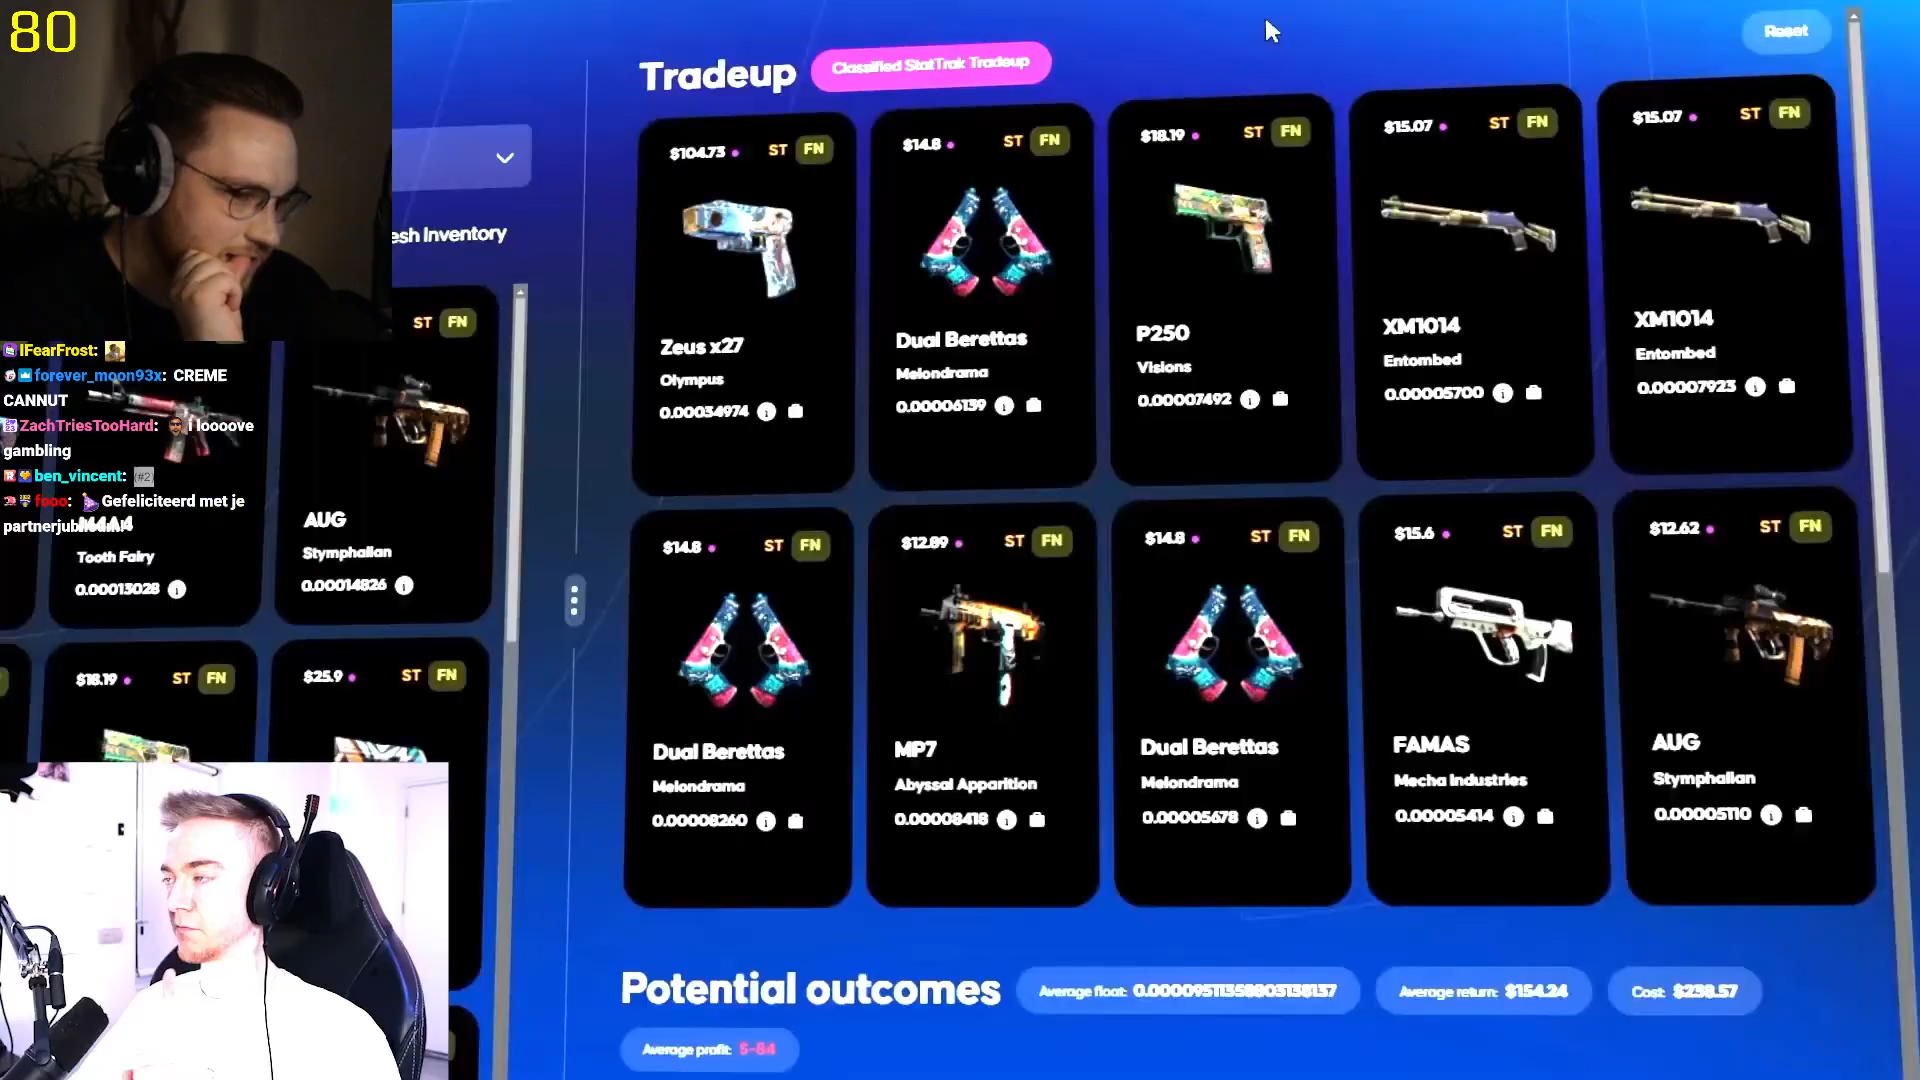 80
Tradeup
Classified StatTrak Tradeup
Reset
esh Inventory
$104.73 ST FN
Zeus x27
Olympus
0.00034974
$14.8 ST FN
Dual Berettas
Melondrama
0.00006139
$18.19 ST FN
P250
Visions
0.00007492
$15.07 ST FN
XM1014
Entombed
0.00005700
$15.07 ST FN
XM1014
Entombed
0.00007923
IFearFrost:
forever_moon93x: CREME
CANNUT
ZachTriesTooHard: I loooove
gambling
ben_vincent: (#2)
fooo: Gefeliciteerd met je
M4A4
Tooth Fairy
0.00013028
ST FN
AUG
Stymphalian
0.00014826
$18.19 ST FN
$25.9 ST FN
$14.8 ST FN
Dual Berettas
Melondrama
0.00008260
$12.89 ST FN
MP7
Abyssal Apparition
0.00008418
$14.8 ST FN
Dual Berettas
Melondrama
0.00005678
$15.6 ST FN
FAMAS
Mecha Industries
0.00005414
$12.62 ST FN
AUG
Stymphalian
0.00005110
Potential outcomes
Average float:
Average return: $154.24
Cost: $238.57
Average profit: $-84